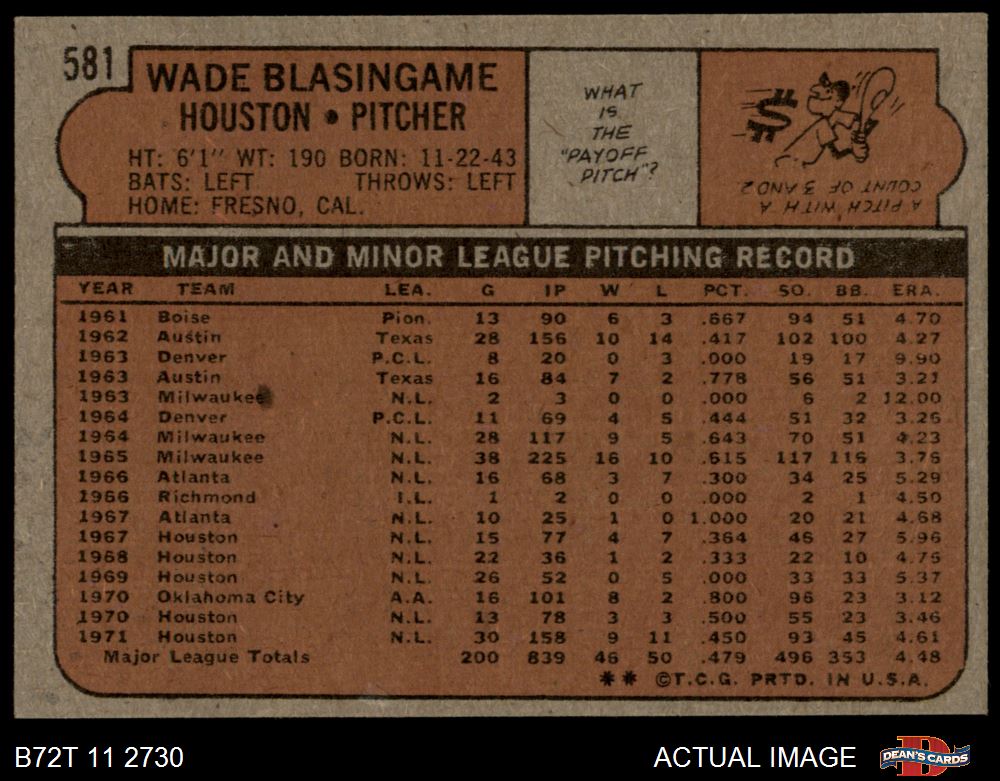 581
WADE BLASINGAME
HOUSTON • PITCHER
HT: 6'1" WT: 190 BORN: 11-22-43
BATS: LEFT THROWS: LEFT
HOME: FRESNO, CAL.
WHAT
IS
THE
"PAYOFF
PITCH"?
A PITCH WITH A
COUNT OF 3 AND 2
MAJOR AND MINOR LEAGUE PITCHING RECORD
YEAR TEAM LEA. G IP W L PCT. SO. BB. ERA.
1961 Boise Pion. 13 90 6 3 .667 94 51 4.70
1962 Austin Texas 28 156 10 14 .417 102 100 4.27
1963 Denver P.C.L. 8 20 0 3 .000 19 17 9.90
1963 Austin Texas 16 84 7 2 .778 56 51 3.21
1963 Milwaukee N.L. 2 3 0 0 .000 6 2 12.00
1964 Denver P.C.L. 11 69 4 5 .444 51 32 3.26
1964 Milwaukee N.L. 28 117 9 5 .643 70 51 4.23
1965 Milwaukee N.L. 38 225 16 10 .615 117 116 3.76
1966 Atlanta N.L. 16 68 3 7 .300 34 25 5.29
1966 Richmond I.L. 1 2 0 0 .000 2 1 4.50
1967 Atlanta N.L. 10 25 1 0 1.000 20 21 4.68
1967 Houston N.L. 15 77 4 7 .364 46 27 5.96
1968 Houston N.L. 22 36 1 2 .333 22 10 4.75
1969 Houston N.L. 26 52 0 5 .000 33 33 5.37
1970 Oklahoma City A.A. 16 101 8 2 .800 96 23 3.12
1970 Houston N.L. 13 78 3 3 .500 55 23 3.46
1971 Houston N.L. 30 158 9 11 .450 93 45 4.61
Major League Totals 200 839 46 50 .479 496 353 4.48
** ©T.C.G. PRTD. IN U.S.A.
B72T 11 2730 ACTUAL IMAGE DEAN'S CARDS